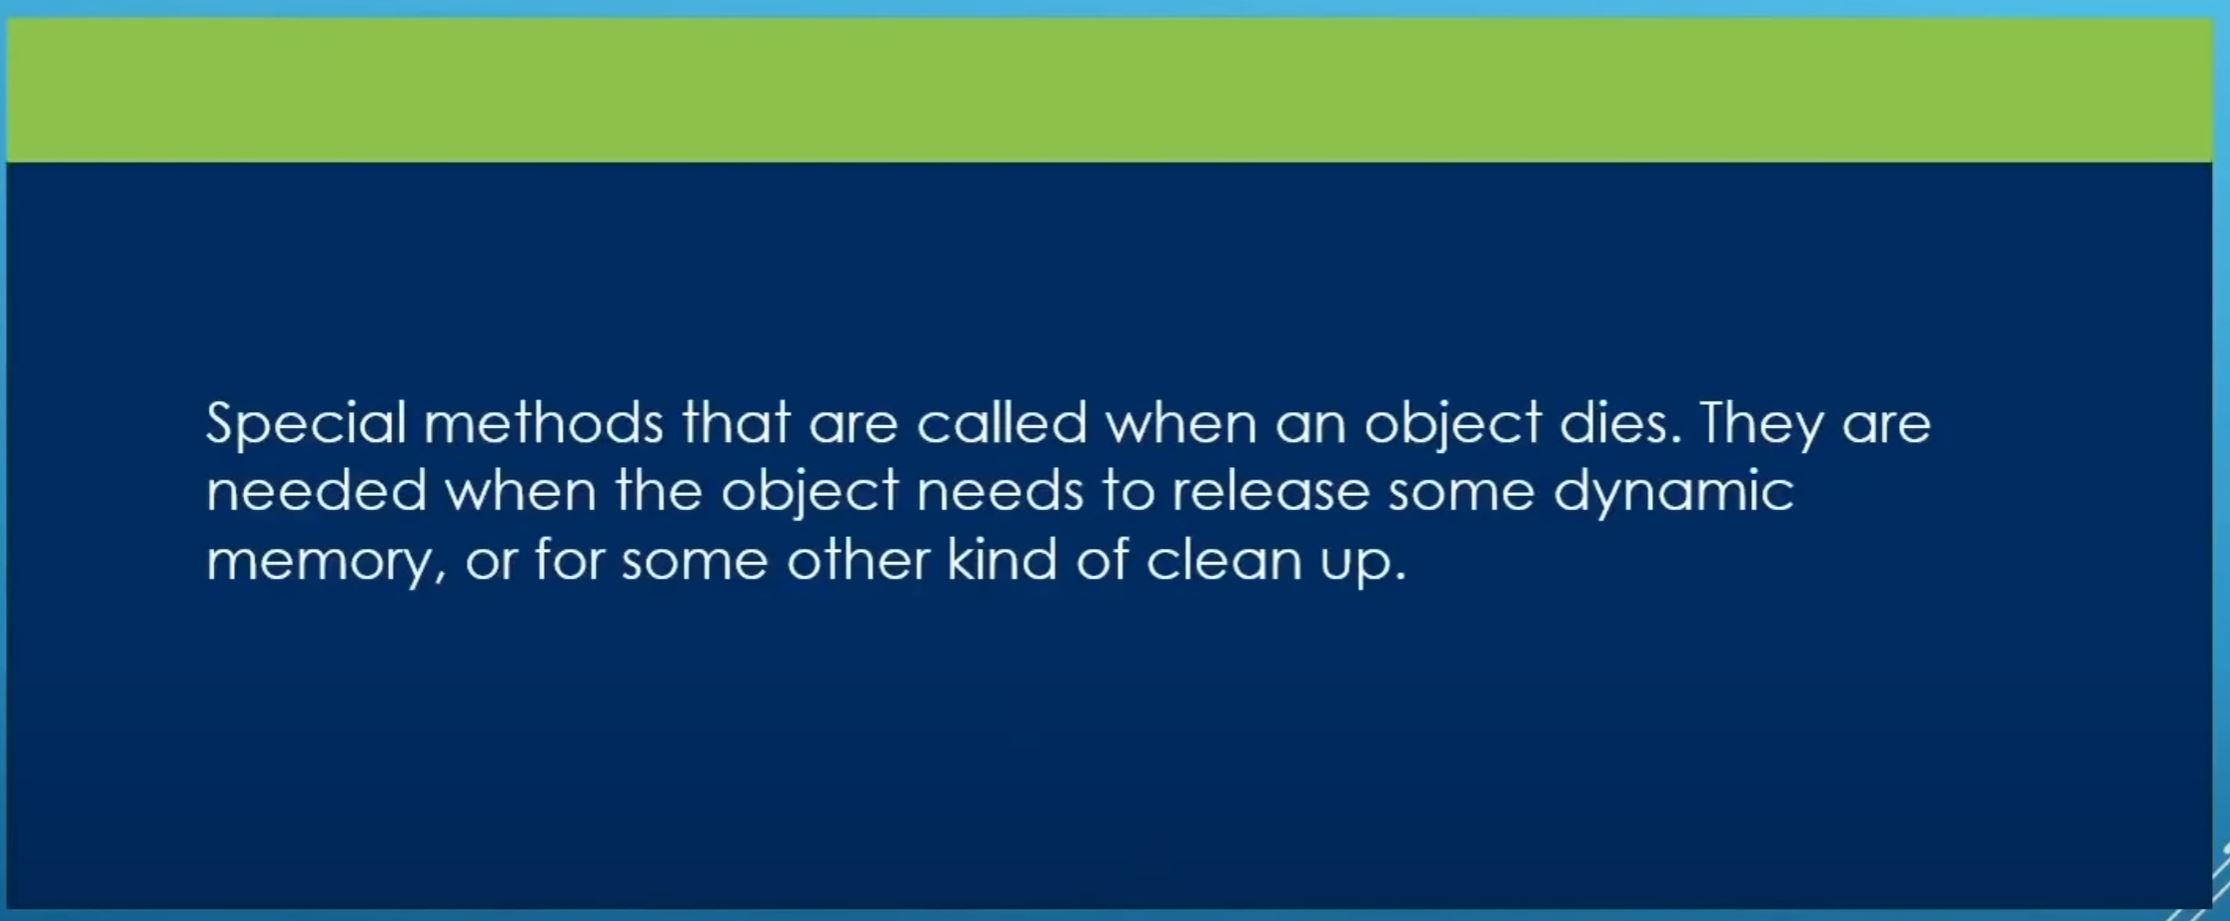 Special methods that are called when an object dies. They are
needed when the object needs to release some dynamic
memory, or for some other kind of clean up.